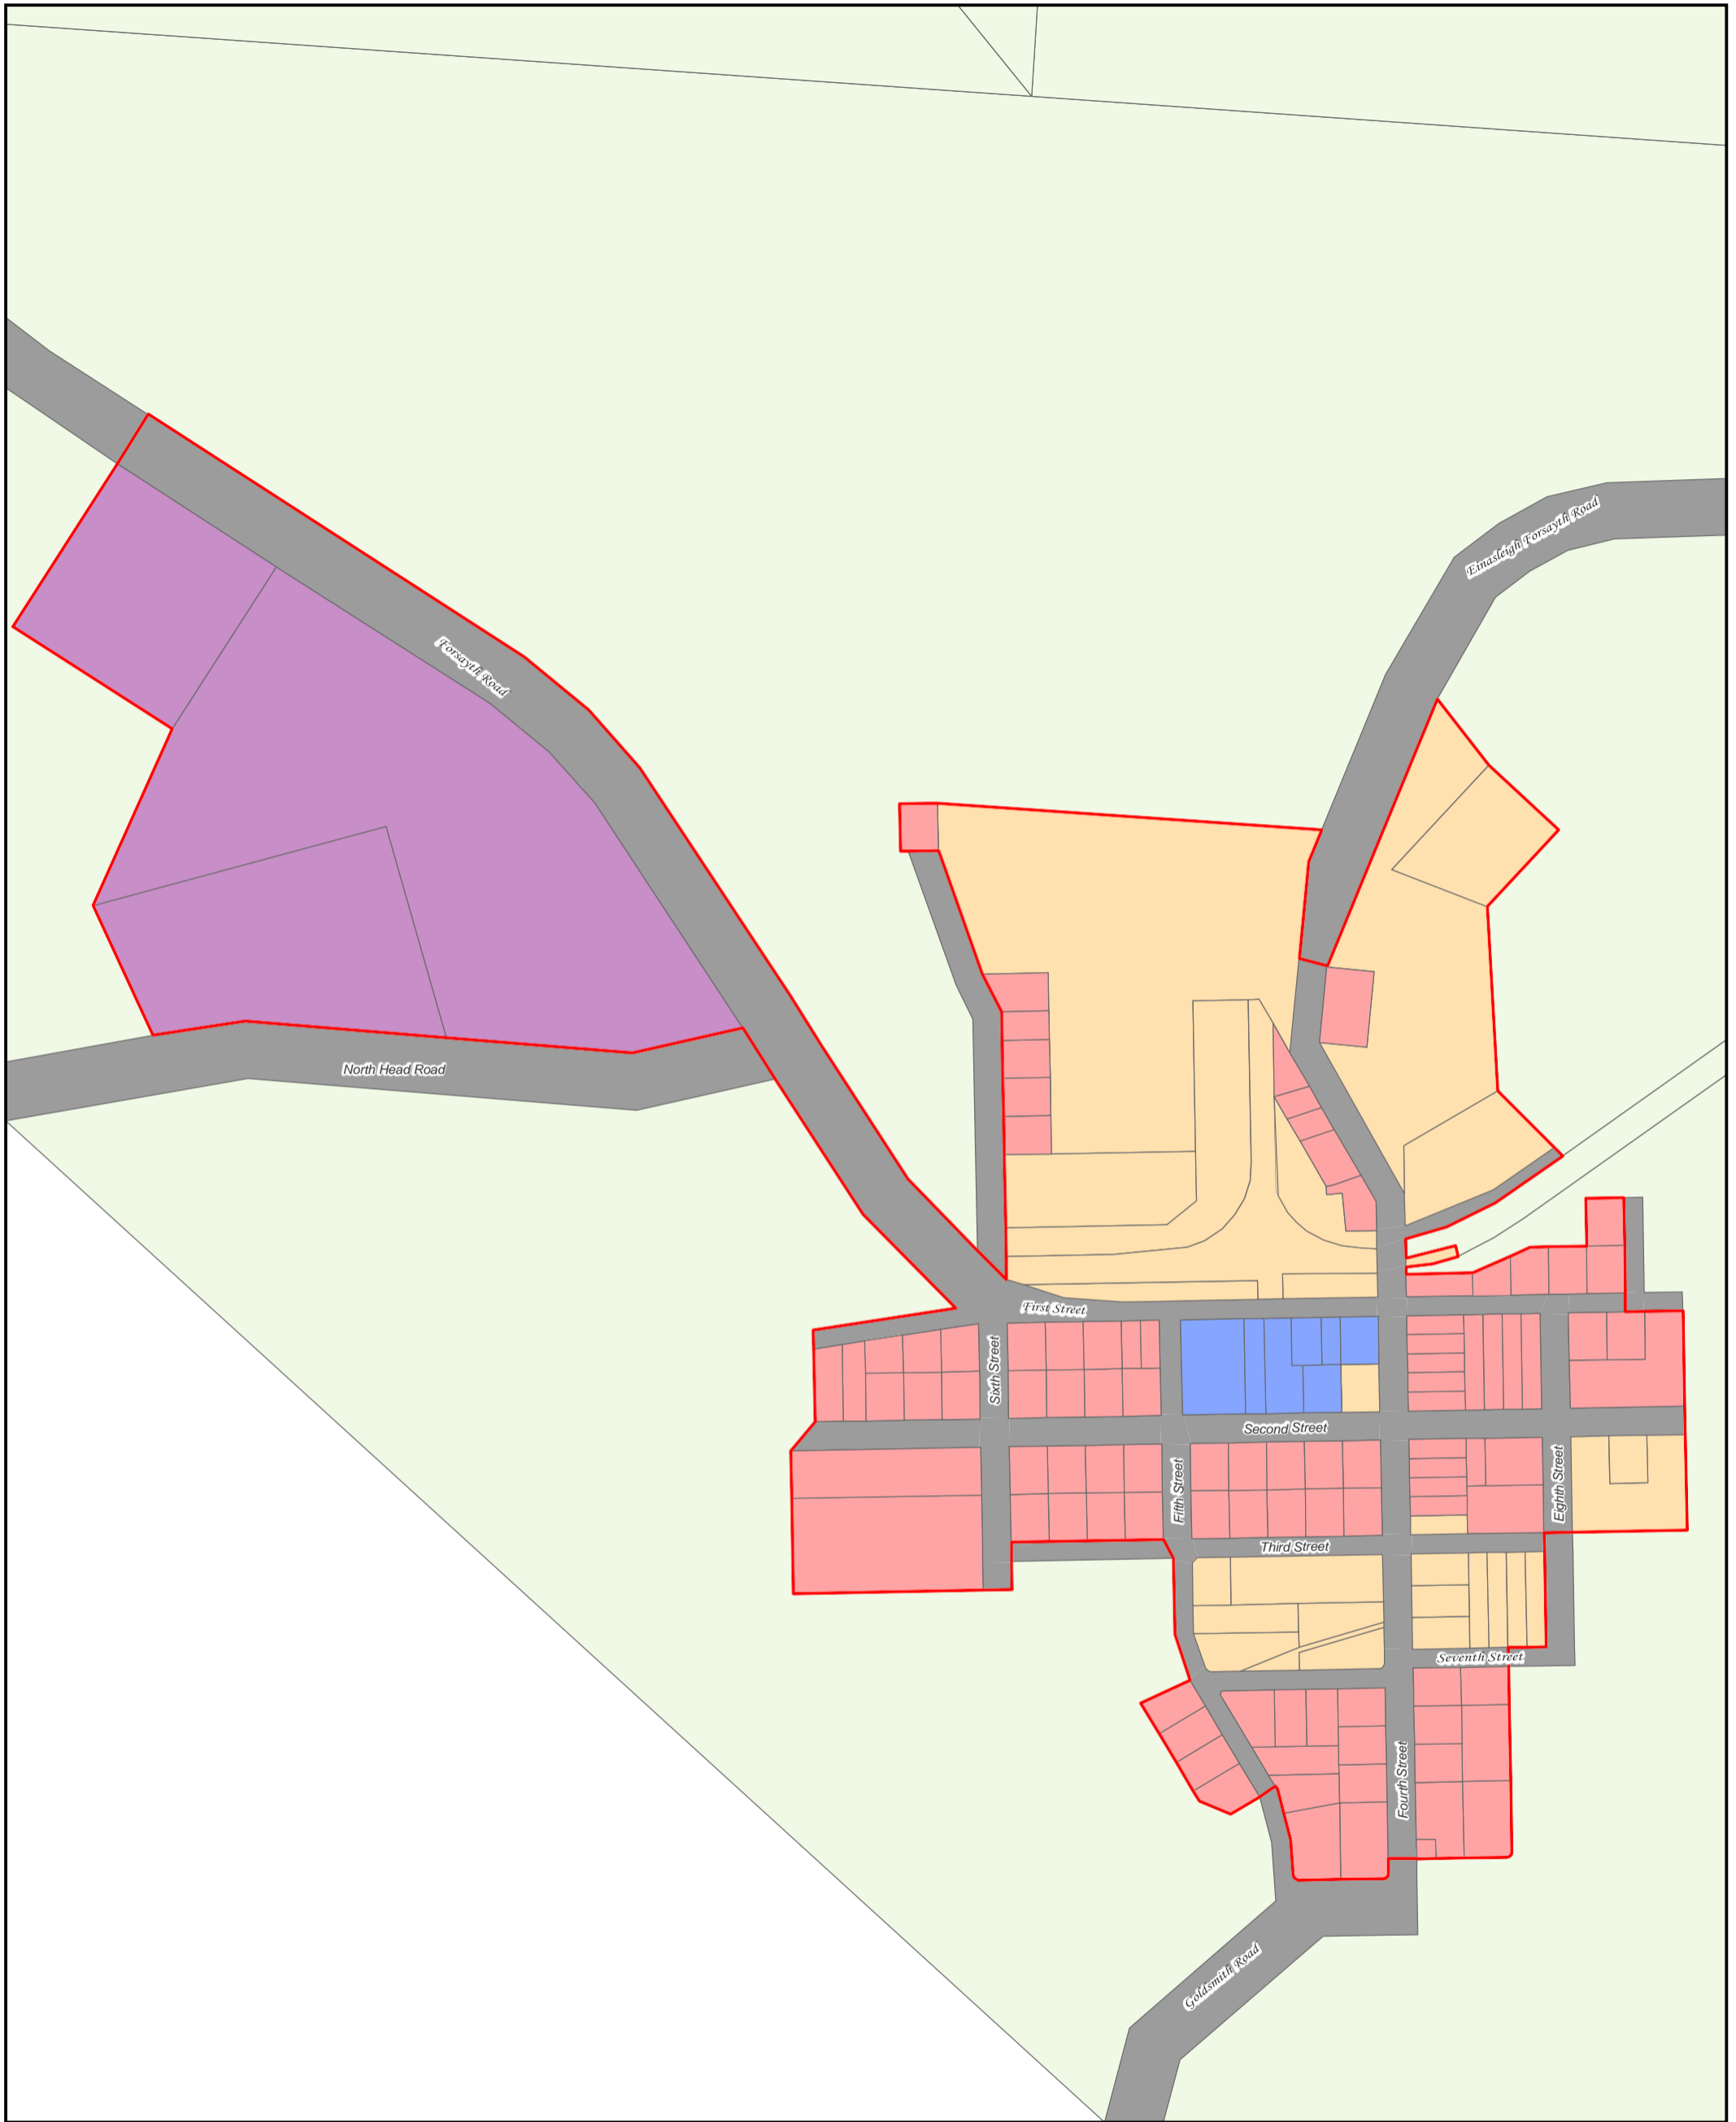 Einasleigh Forsayth Road
Forsayth Road
North Head Road
First Street
Sixth Street
Second Street
Fifth Street
Eighth Street
Third Street
Seventh Street
Fourth Street
Goldsmith Road